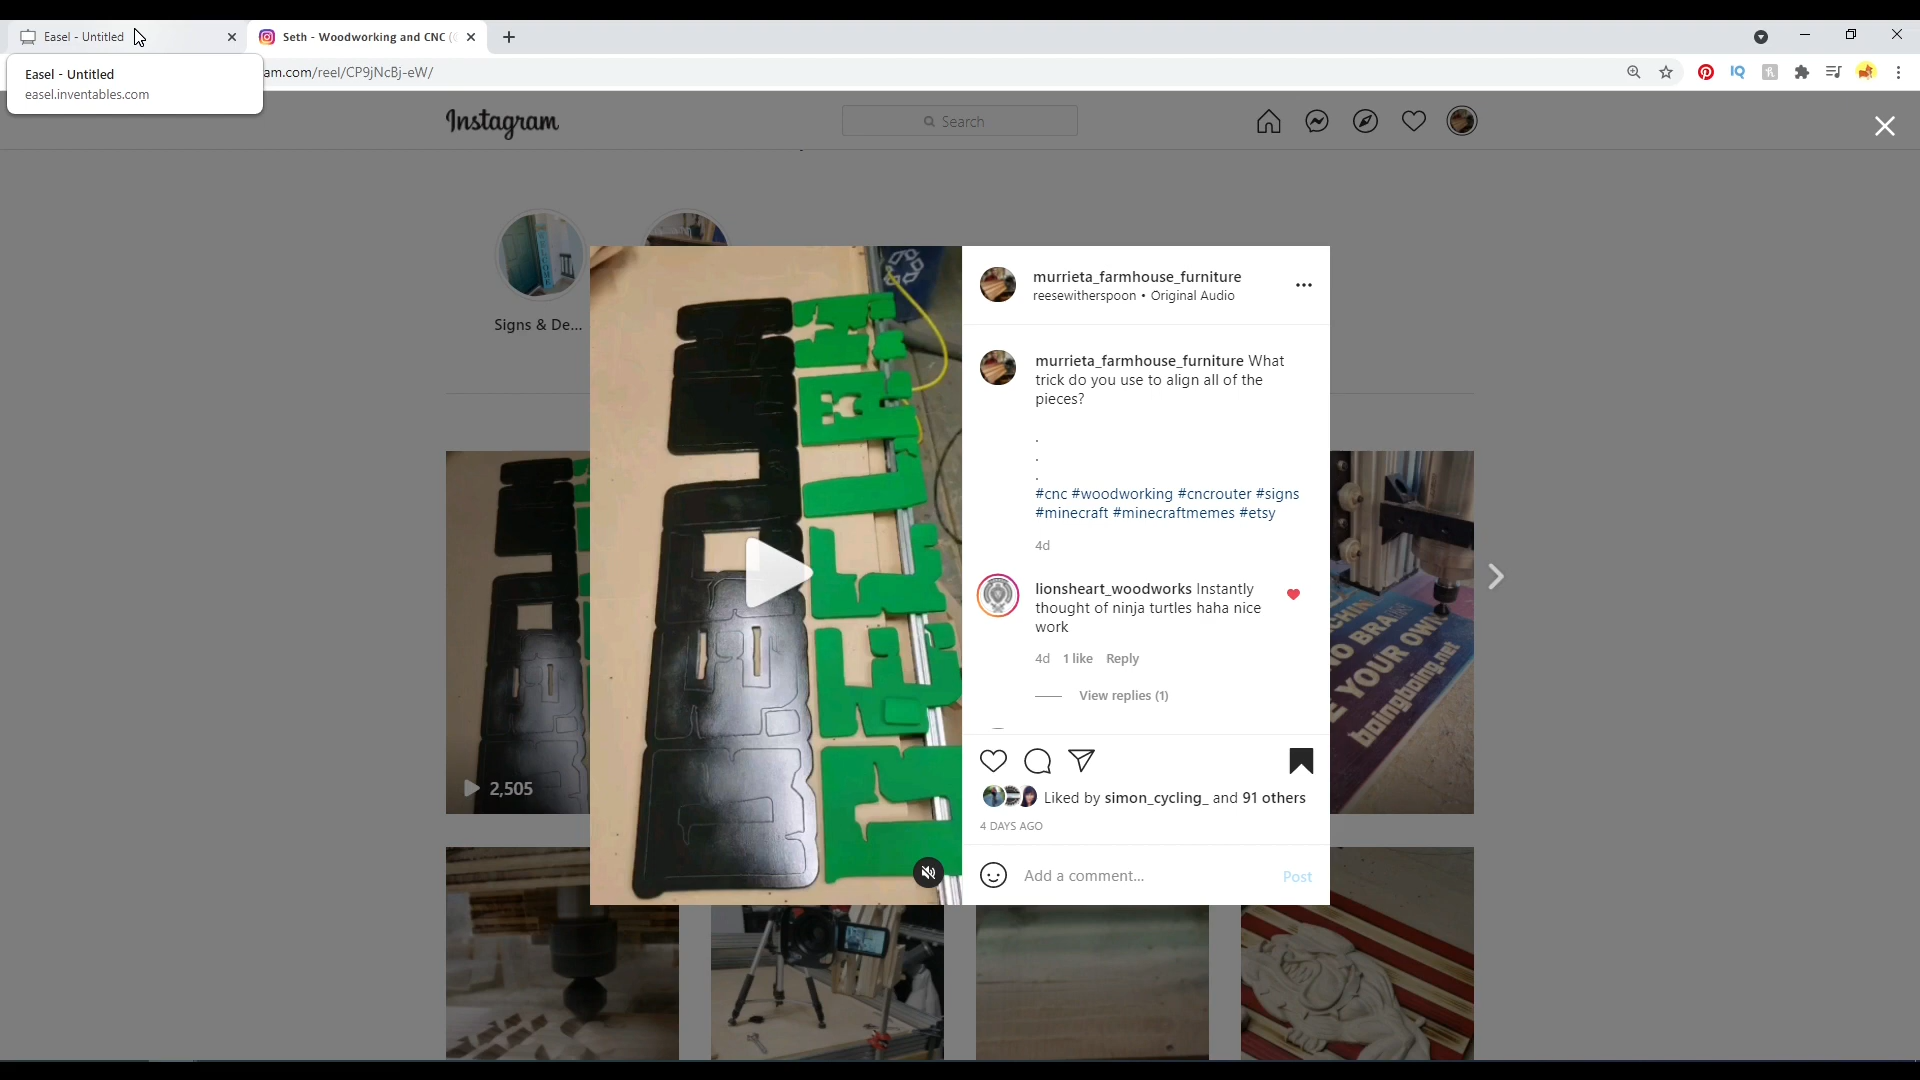 Easel - Untitled
Seth - Woodworking and CNC (
Easel - Untitled
easel.inventables.com
am.com/reel/CP9jNcBj-eW/
Instagram
Search
Signs & De...
murrieta_farmhouse_furniture
reesewitherspoon • Original Audio
murrieta_farmhouse_furniture What
trick do you use to align all of the
pieces?
.
.
.
#cnc #woodworking #cncrouter #signs
#minecraft #minecraftmemes #etsy
4d
lionsheart_woodworks Instantly
thought of ninja turtles haha nice
work
4d 1 like Reply
View replies (1)
Liked by simon_cycling_ and 91 others
4 DAYS AGO
Add a comment...
Post
2,505
NO BRAI
E YOUR OWN
boingboing.net